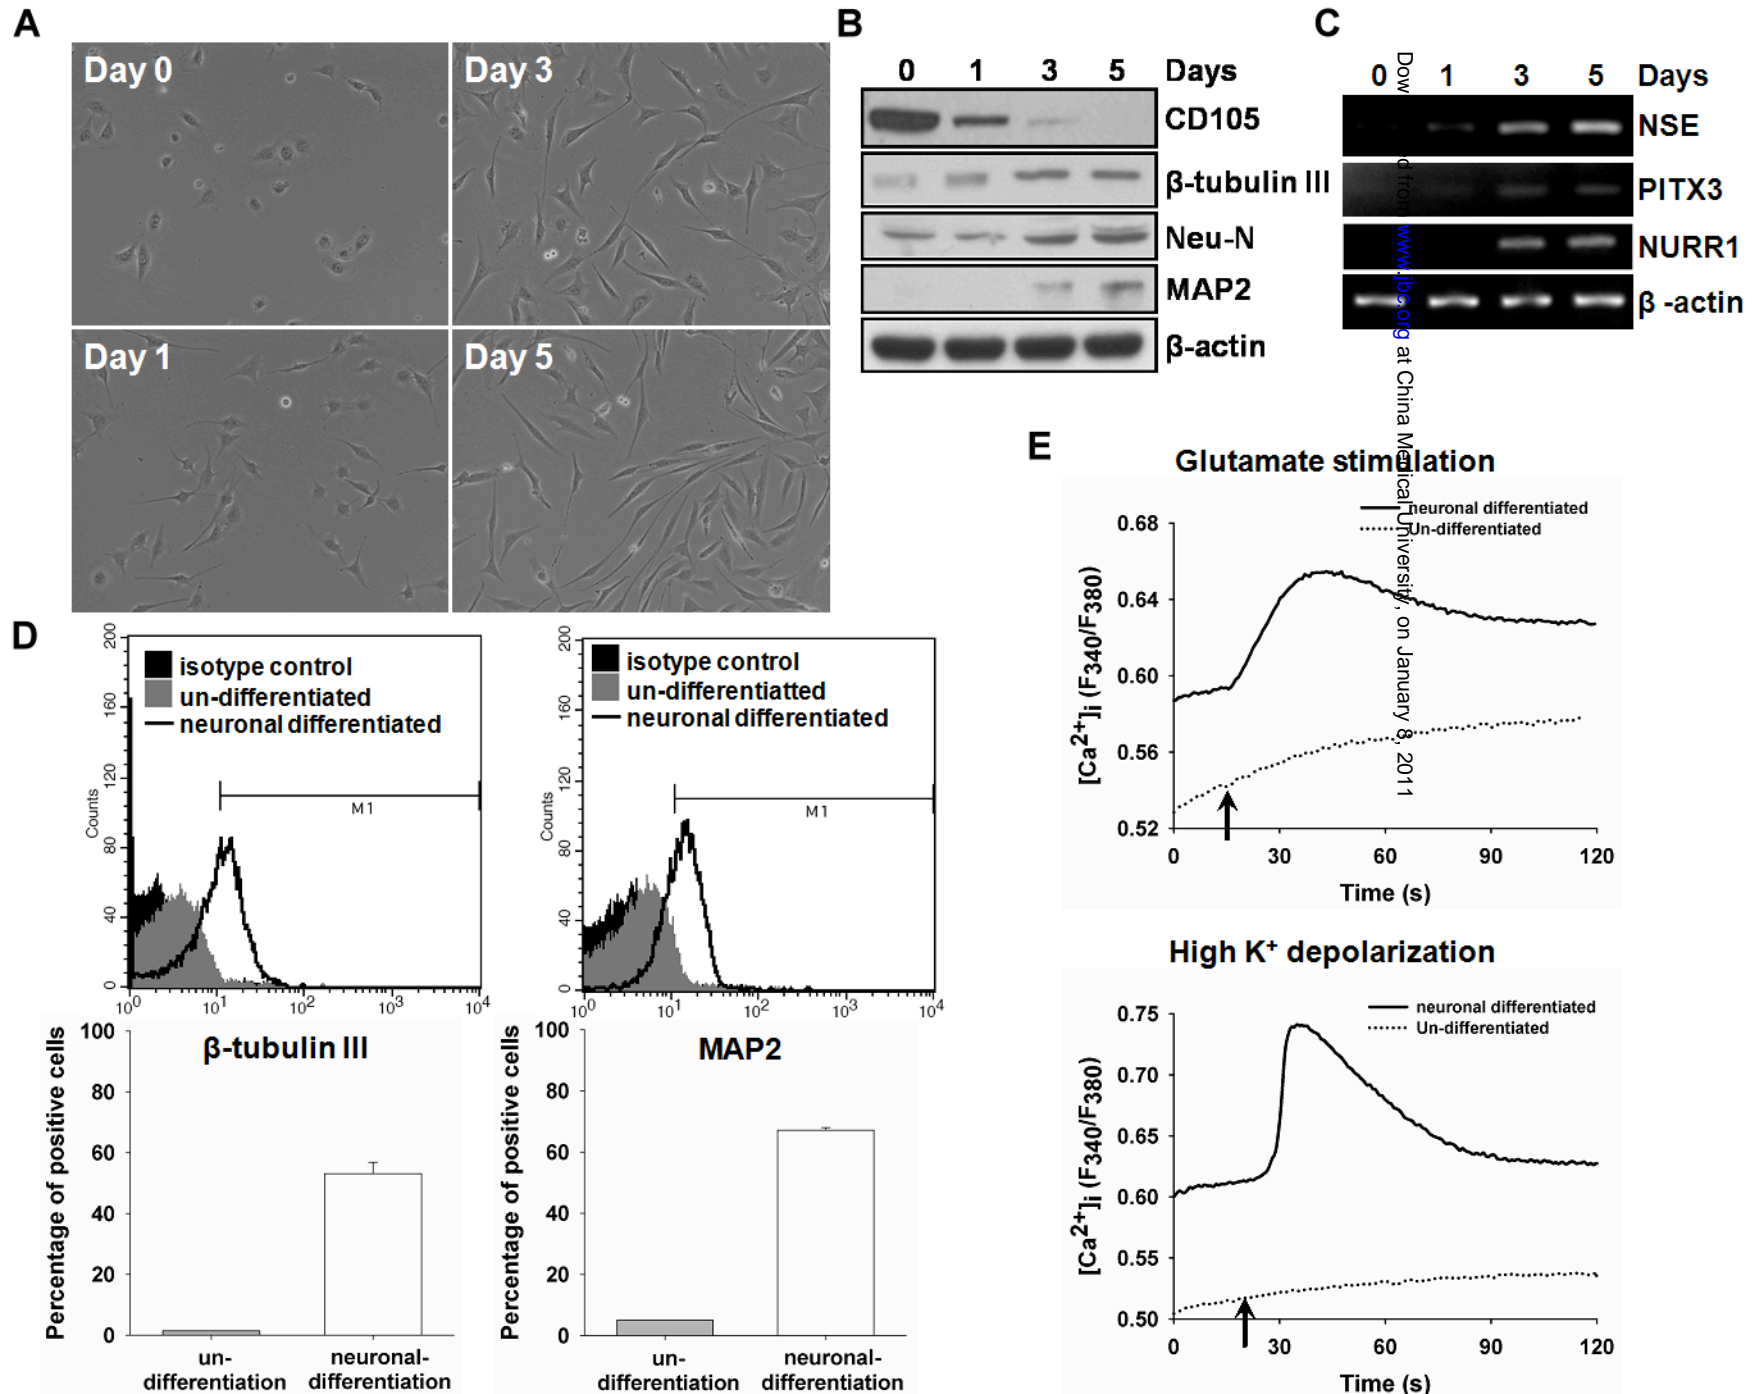 A
Day 0
Day 3
Day 1
Day 5
B
0 1 3 5 Days
CD105
β-tubulin III
Neu-N
MAP2
β-actin
C
0 1 3 5 Days
NSE
PITX3
NURR1
β -actin
at China Medical University, on January 8, 2011
www.jbc.org
D
isotype control
un-differentiated
neuronal differentiated
200
160
120
80
40
0
Counts
M1
10⁰ 10¹ 10² 10³ 10⁴
isotype control
un-differentiatted
neuronal differentiated
200
160
120
80
40
0
Counts
M1
10⁰ 10¹ 10² 10³ 10⁴
β-tubulin III
Percentage of positive cells
100
80
60
40
20
0
un-
differentiation
neuronal-
differentiation
MAP2
Percentage of positive cells
100
80
60
40
20
0
un-
differentiation
neuronal-
differentiation
E
Glutamate stimulation
neuronal differentiated
Un-differentiated
[Ca²⁺]i (F340/F380)
0.68
0.64
0.60
0.56
0.52
0 30 60 90 120
Time (s)
High K⁺ depolarization
neuronal differentiated
Un-differentiated
[Ca²⁺]i (F340/F380)
0.75
0.70
0.65
0.60
0.55
0.50
0 30 60 90 120
Time (s)